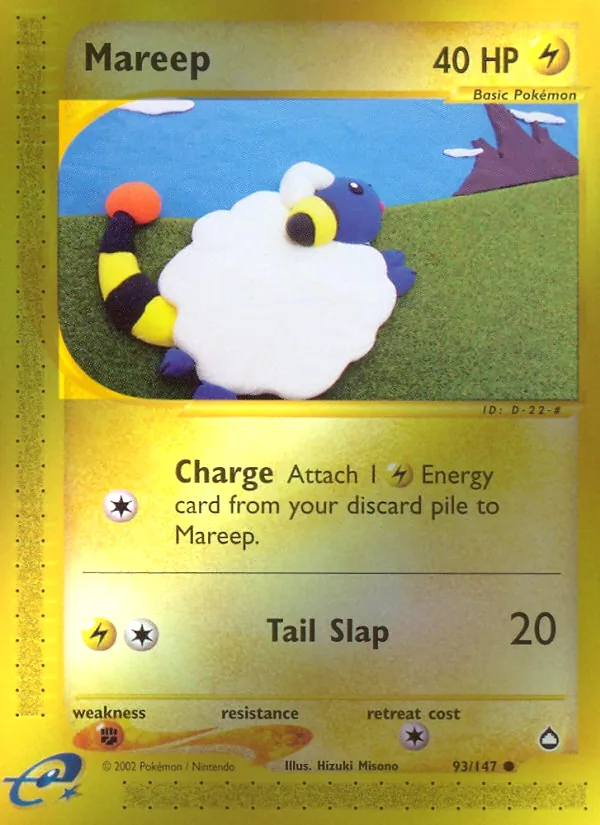 Mareep
40 HP
Basic Pokémon
ID: D-22-#
Charge Attach 1 Energy
card from your discard pile to
Mareep.
Tail Slap 20
weakness resistance retreat cost
© 2002 Pokémon / Nintendo Illus. Hizuki Misono 93/147
e